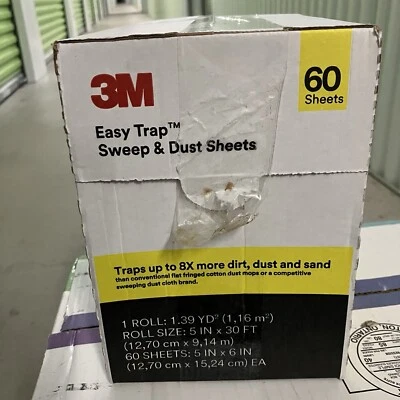 3M
60
Sheets
Easy Trap™
Sweep & Dust Sheets
Traps up to 8X more dirt, dust and sand
than conventional flat fringed cotton dust mops or a competitive
sweeping dust cloth brand.
1 ROLL: 1.39 YD² (1,16 m²)
ROLL SIZE: 5 IN x 30 FT
(12,70 cm x 9,14 m)
60 SHEETS: 5 IN x 6 IN
(12,70 cm x 15,24 cm) EA